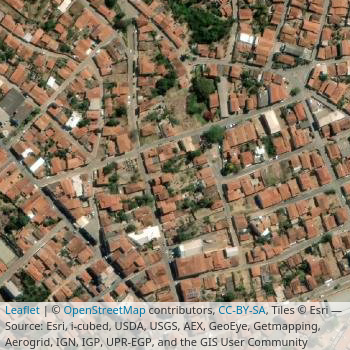 Leaflet | © OpenStreetMap contributors, CC-BY-SA, Tiles © Esri —
Source: Esri, i-cubed, USDA, USGS, AEX, GeoEye, Getmapping,
Aerogrid, IGN, IGP, UPR-EGP, and the GIS User Community